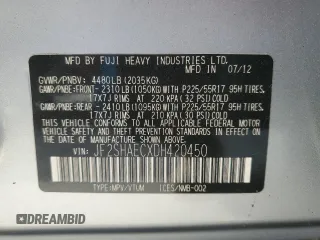 MFD BY FUJI HEAVY INDUSTRIES LTD.
07/12
GVWR/PNBV: 4480LB (2035KG)
GAWR/PNBE:FRONT- 2310LB (1050KG) WITH P225/55R17 95H TIRES,
17X7J RIMS AT 220 KPA (32 PSI) COLD
GAWR/PNBE:REAR - 2410LB (1095KG) WITH P225/55R17 95H TIRES,
17X7J RIMS AT 210 KPA (30 PSI) COLD
THIS VEHICLE CONFORMS TO ALL APPLICABLE
FEDERAL MOTOR VEHICLE SAFETY, BUMPER, AND THEFT
PREVENTION STANDARDS IN EFFECT ON THE DATE
OF MANUFACTURE SHOWN ABOVE.
VIN: JF2SHAECXDH420450
TYPE:MPV/VTUM
ICES/NMB-002
© DEMO.BIDMOTO